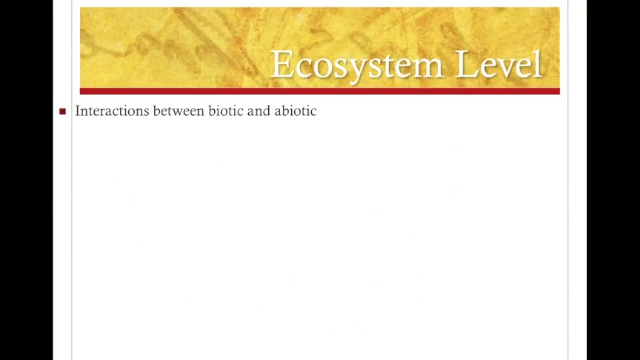 Ecosystem Level
Interactions between biotic and abiotic